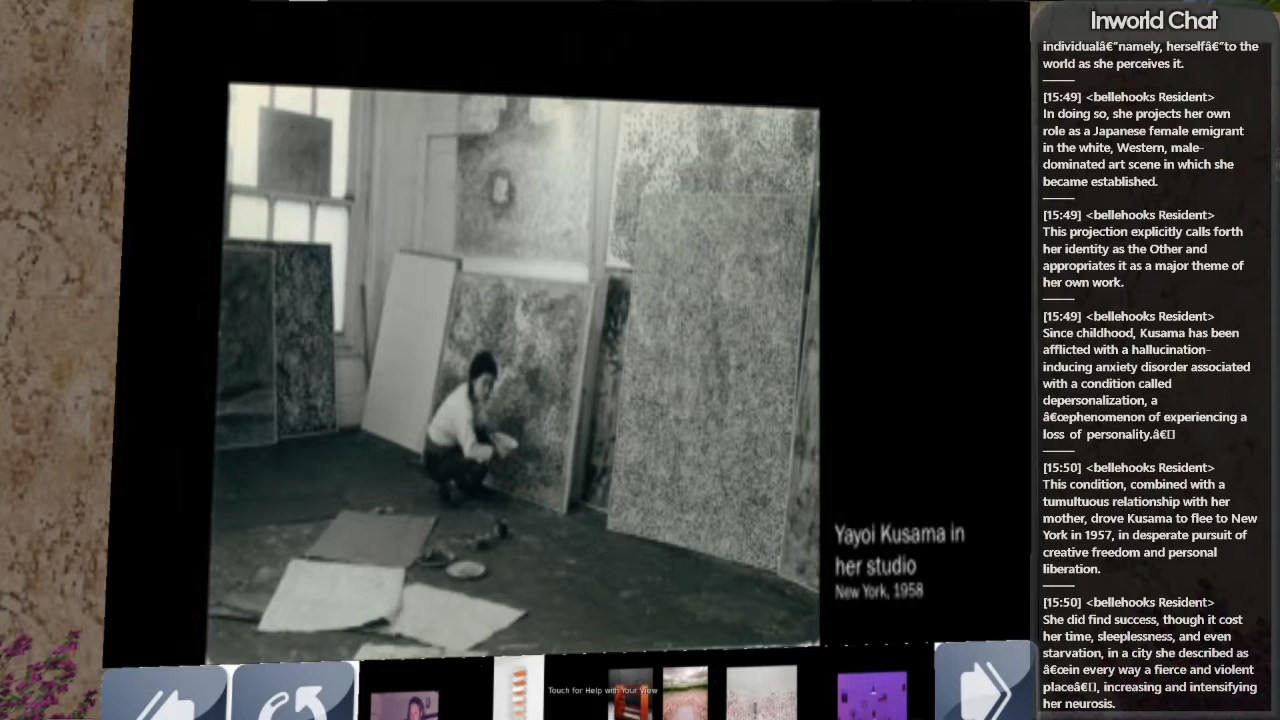 Inworld Chat
individualâ€"namely, herselfâ€"to the
world as she perceives it.
[15:49] <bellehooks Resident>
In doing so, she projects her own
role as a Japanese female emigrant
in the white, Western, male-
dominated art scene in which she
became established.
[15:49] <bellehooks Resident>
This projection explicitly calls forth
her identity as the Other and
appropriates it as a major theme of
her own work.
[15:49] <bellehooks Resident>
Since childhood, Kusama has been
afflicted with a hallucination-
inducing anxiety disorder associated
with a condition called
depersonalization, a
â€œphenomenon of experiencing a
loss of personality.â€
[15:50] <bellehooks Resident>
This condition, combined with a
tumultuous relationship with her
mother, drove Kusama to flee to New
York in 1957, in desperate pursuit of
creative freedom and personal
liberation.
[15:50] <bellehooks Resident>
She did find success, though it cost
her time, sleeplessness, and even
starvation, in a city she described as
â€œin every way a fierce and violent
placeâ€, increasing and intensifying
her neurosis.
Yayoi Kusama in
her studio
New York, 1958
Touch for Help with Your View